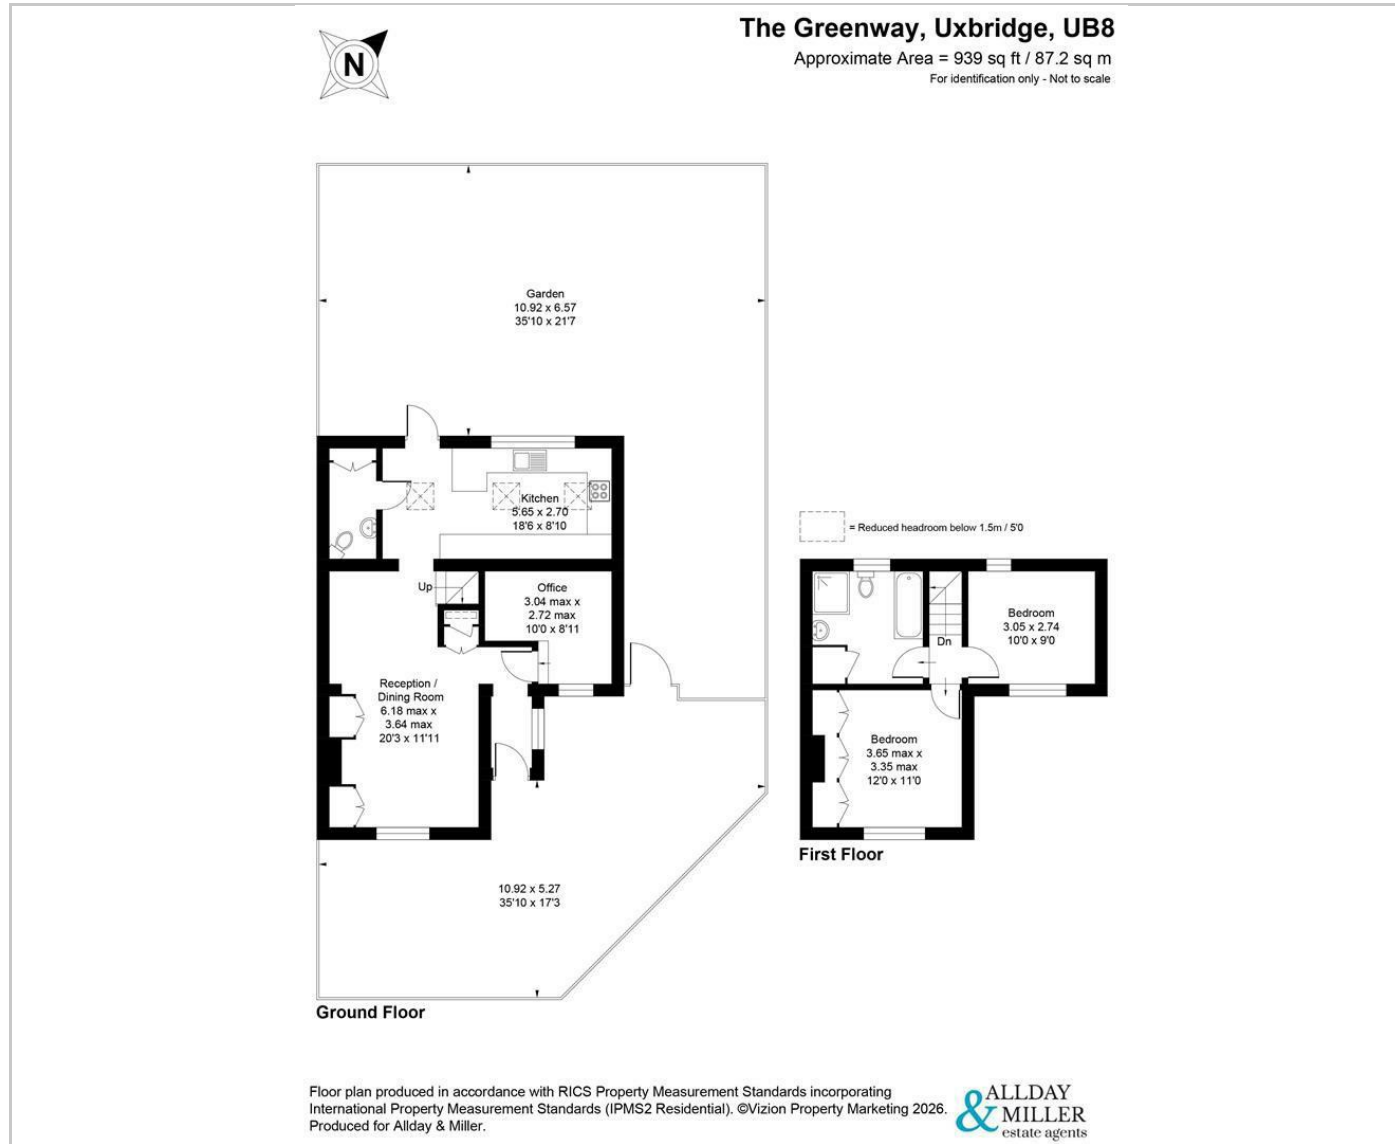 The Greenway, Uxbridge, UB8
Approximate Area = 939 sq ft / 87.2 sq m
For identification only - Not to scale
N
Garden
10.92 x 6.57
35'10 x 21'7
Kitchen
5.65 x 2.70
18'6 x 8'10
Up
Office
3.04 max x
2.72 max
10'0 x 8'11
Reception /
Dining Room
6.18 max x
3.64 max
20'3 x 11'11
10.92 x 5.27
35'10 x 17'3
Ground Floor
= Reduced headroom below 1.5m / 5'0
Bedroom
3.05 x 2.74
10'0 x 9'0
Dn
Bedroom
3.65 max x
3.35 max
12'0 x 11'0
First Floor
Floor plan produced in accordance with RICS Property Measurement Standards incorporating
International Property Measurement Standards (IPMS2 Residential). ©Vizion Property Marketing 2026.
Produced for Allday & Miller.
ALLDAY
& MILLER
estate agents